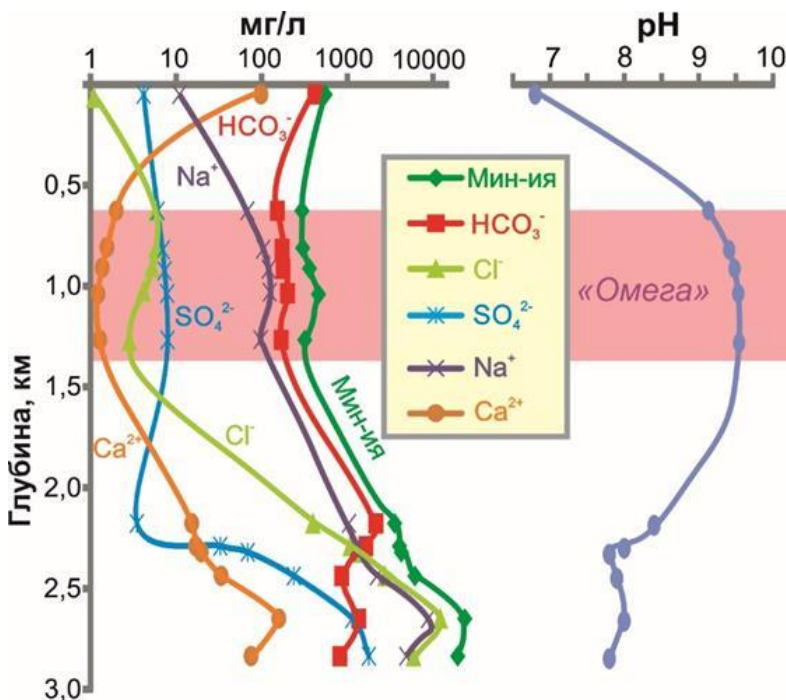 мг/л
pH
1 10 100 1000 10000
7 8 9 10
HCO₃⁻
Na⁺
0,5
Мин-ия
HCO₃⁻
Cl⁻
SO₄²⁻
Na⁺
Ca²⁺
«Омега»
1,0
SO₄²⁻
1,5
Мин-ия
Ca²⁺
Cl⁻
Глубина, км
2,0
2,5
3,0